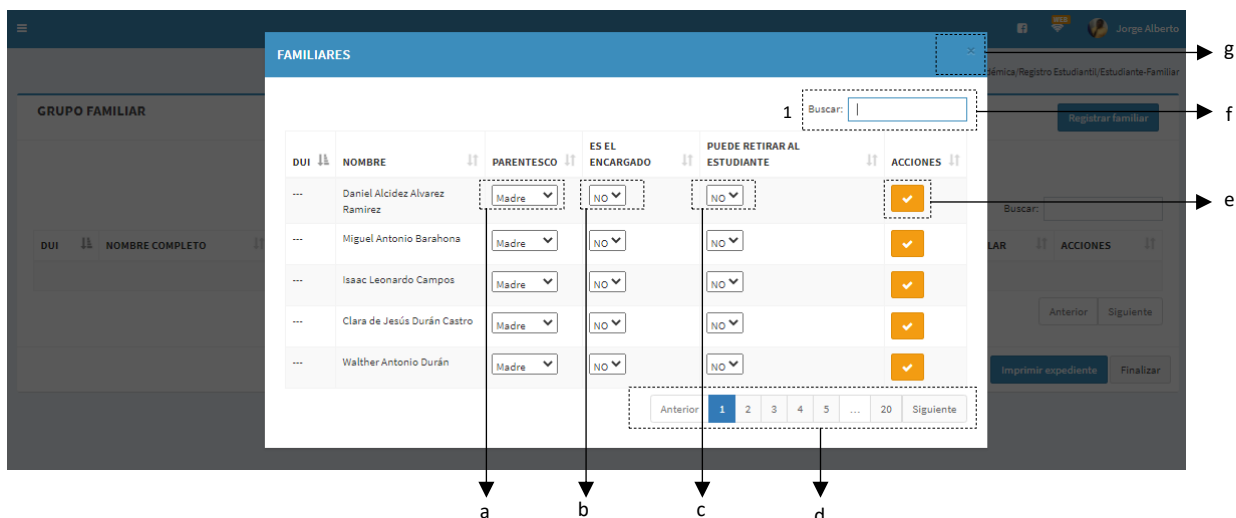 Jorge Alberto
FAMILIARES
×
g
démica/Registro Estudiantil/Estudiante-Familiar
GRUPO FAMILIAR
1
Buscar:
Registrar familiar
f
DUI NOMBRE PARENTESCO ES EL ENCARGADO PUEDE RETIRAR AL ESTUDIANTE ACCIONES
--- Daniel Alcidez Alvarez Ramirez Madre NO NO
e
Buscar:
--- Miguel Antonio Barahona Madre NO NO
DUI NOMBRE COMPLETO LAR ACCIONES
--- Isaac Leonardo Campos Madre NO NO
Anterior Siguiente
--- Clara de Jesús Durán Castro Madre NO NO
--- Walther Antonio Durán Madre NO NO
Imprimir expediente Finalizar
Anterior 1 2 3 4 5 ... 20 Siguiente
a b c d